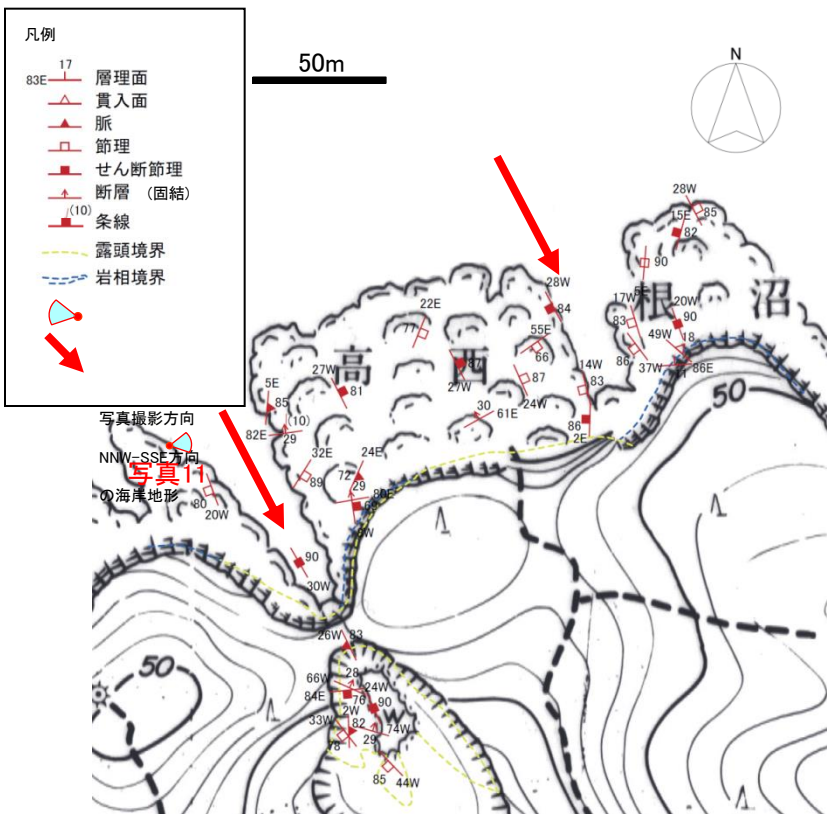 凡例
17
83E
層理面
貫入面
脈
節理
せん断節理
断層 (固結)
(10)
条線
露頭境界
岩相境界
写真撮影方向
NNW-SSE方向
の海岸地形
写真11
50m
N
28W
85
15E
82
90
28W
84
17W
83
20W
90
49W
18
86
37W
86E
根 沼
22E
77
55E
66
高 西
87
27W
27W
81
87
24W
14W
83
86
2E
30
61E
5E
85
(10)
82E
29
32E
89
24E
72
29
80E
80
20W
90
30W
50
50
26W
83
28
66W
84E
76
24W
90
2W
82
33W
78
29
74W
85
44W
W